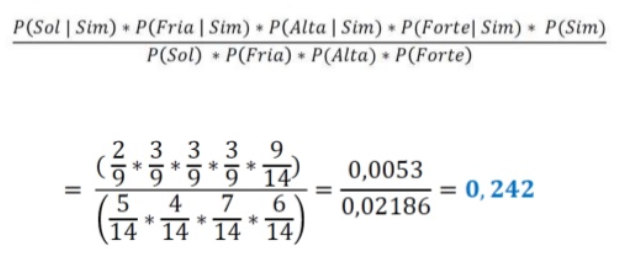 P(Sol | Sim) * P(Fria | Sim) * P(Alta | Sim) * P(Forte| Sim) * P(Sim)
P(Sol) * P(Fria) * P(Alta) * P(Forte)
= (2/9 * 3/9 * 3/9 * 3/9 * 9/14) / (5/14 * 4/14 * 7/14 * 6/14) = 0,0053 / 0,02186 = 0,242